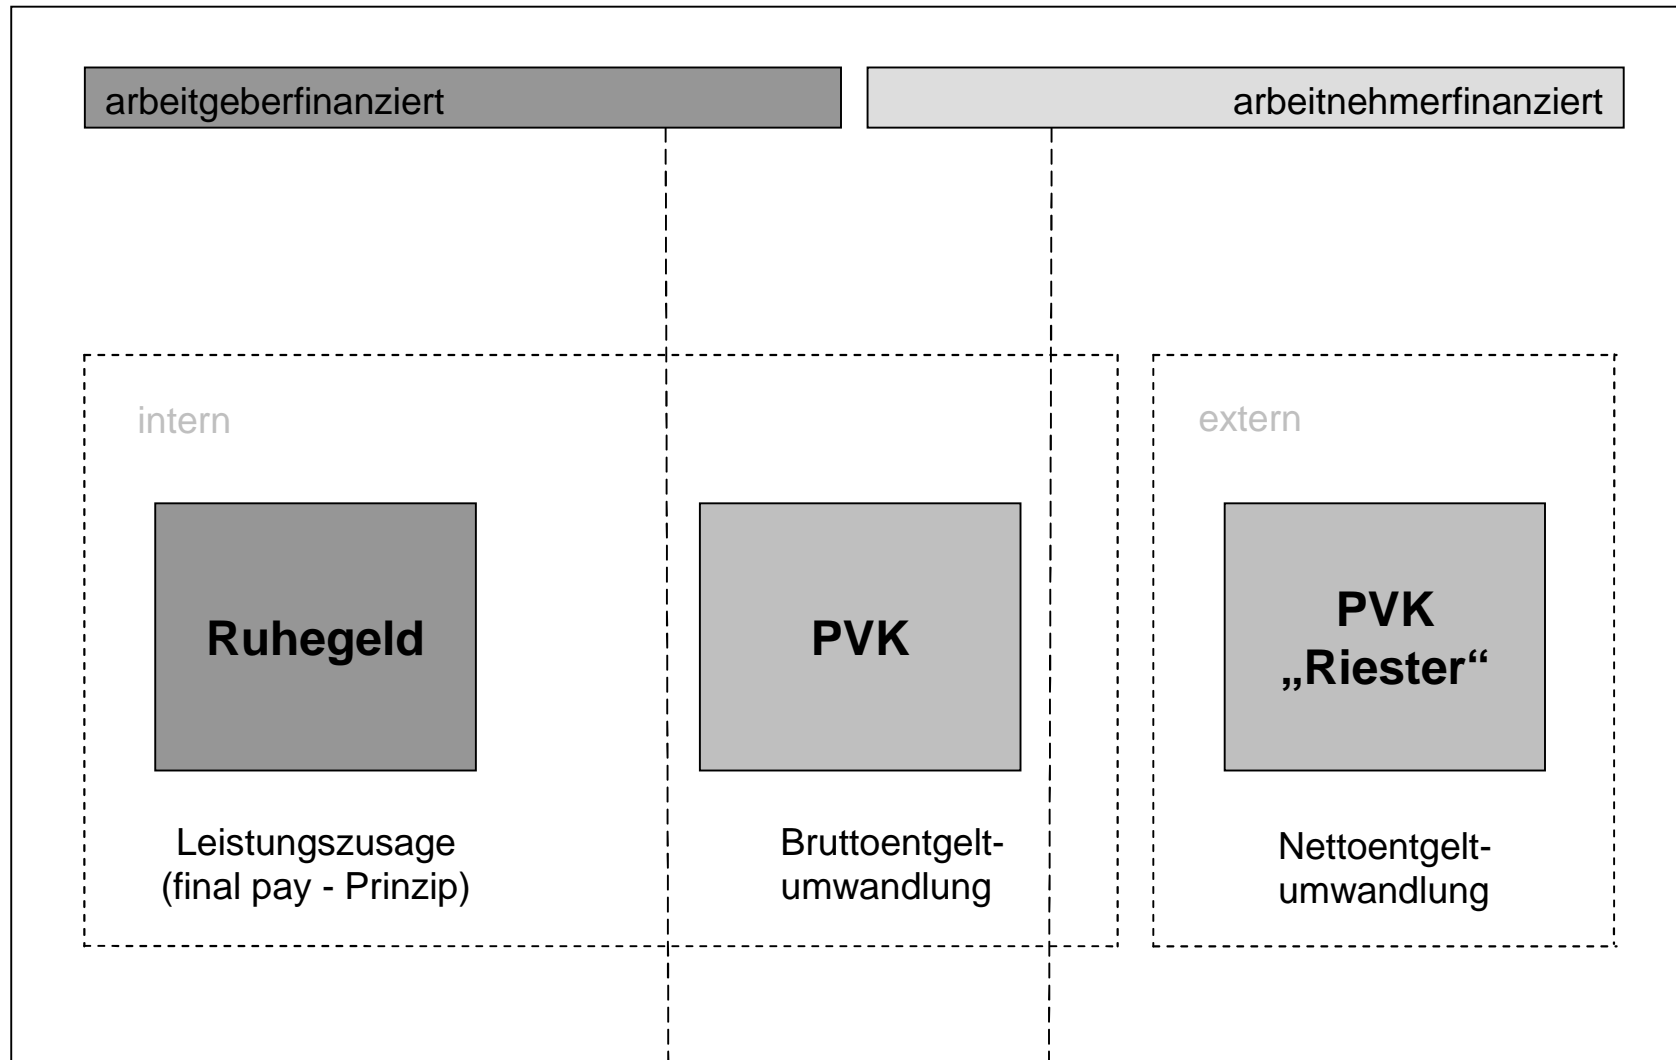 arbeitgeberfinanziert
arbeitnehmerfinanziert
intern
extern
Ruhegeld
PVK
PVK
„Riester“
Leistungszusage
(final pay - Prinzip)
Bruttoentgelt-
umwandlung
Nettoentgelt-
umwandlung